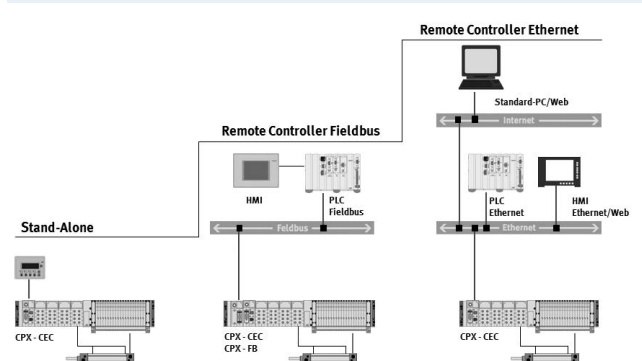 Remote Controller Ethernet
Standard-PC/Web
Internet
Remote Controller Fieldbus
HMI
PLC
Fieldbus
PLC
Ethernet
HMI
Ethernet/Web
Stand-Alone
Feldbus
Ethernet
CPX - CEC
CPX - CEC
CPX - FB
CPX - CEC